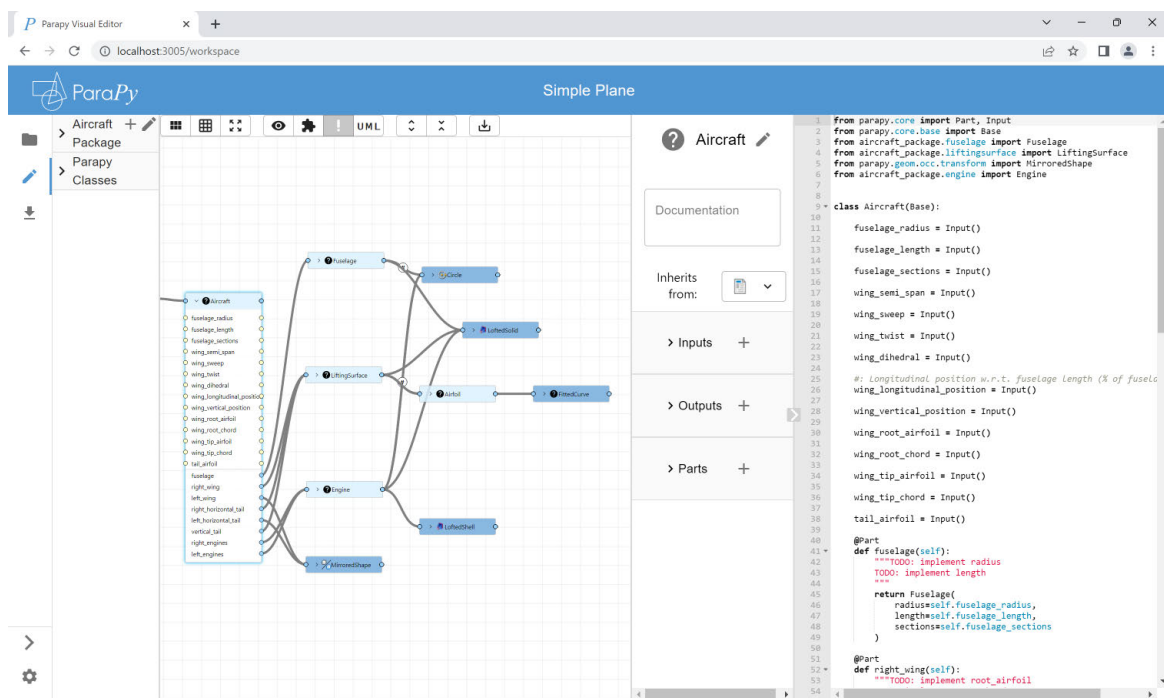 Parapy Visual Editor
localhost:3005/workspace
ParaPy
Simple Plane
Aircraft
Package
Parapy
Classes
UML
Aircraft
fuselage_radius
fuselage_length
fuselage_sections
wing_semi_span
wing_sweep
wing_twist
wing_dihedral
wing_longitudinal_positio
wing_vertical_position
wing_root_airfoil
wing_root_chord
wing_tip_airfoil
wing_tip_chord
tail_airfoil
fuselage
right_wing
left_wing
right_horizontal_tail
left_horizontal_tail
vertical_tail
right_engines
left_engines
Fuselage
Circle
LoftedSolid
LiftingSurface
Airfoil
FittedCurve
Engine
LoftedShell
MirroredShape
Aircraft
Documentation
Inherits
from:
Inputs
Outputs
Parts
1 from parapy.core import Part, Input
2 from parapy.core.base import Base
3 from aircraft_package.fuselage import Fuselage
4 from aircraft_package.liftingsurface import LiftingSurface
5 from parapy.geom.occ.transform import MirroredShape
6 from aircraft_package.engine import Engine
7
8
9 class Aircraft(Base):
10
11 fuselage_radius = Input()
12
13 fuselage_length = Input()
14
15 fuselage_sections = Input()
16
17 wing_semi_span = Input()
18
19 wing_sweep = Input()
20
21 wing_twist = Input()
22
23 wing_dihedral = Input()
24
25 #: Longitudinal position w.r.t. fuselage length (% of fusela
26 wing_longitudinal_position = Input()
27
28 wing_vertical_position = Input()
29
30 wing_root_airfoil = Input()
31
32 wing_root_chord = Input()
33
34 wing_tip_airfoil = Input()
35
36 wing_tip_chord = Input()
37
38 tail_airfoil = Input()
39
40 @Part
41 def fuselage(self):
42 """TODO: implement radius
43 TODO: implement length
44 """
45 return Fuselage(
46 radius=self.fuselage_radius,
47 length=self.fuselage_length,
48 sections=self.fuselage_sections
49 )
50
51 @Part
52 def right_wing(self):
53 """TODO: implement root_airfoil
54